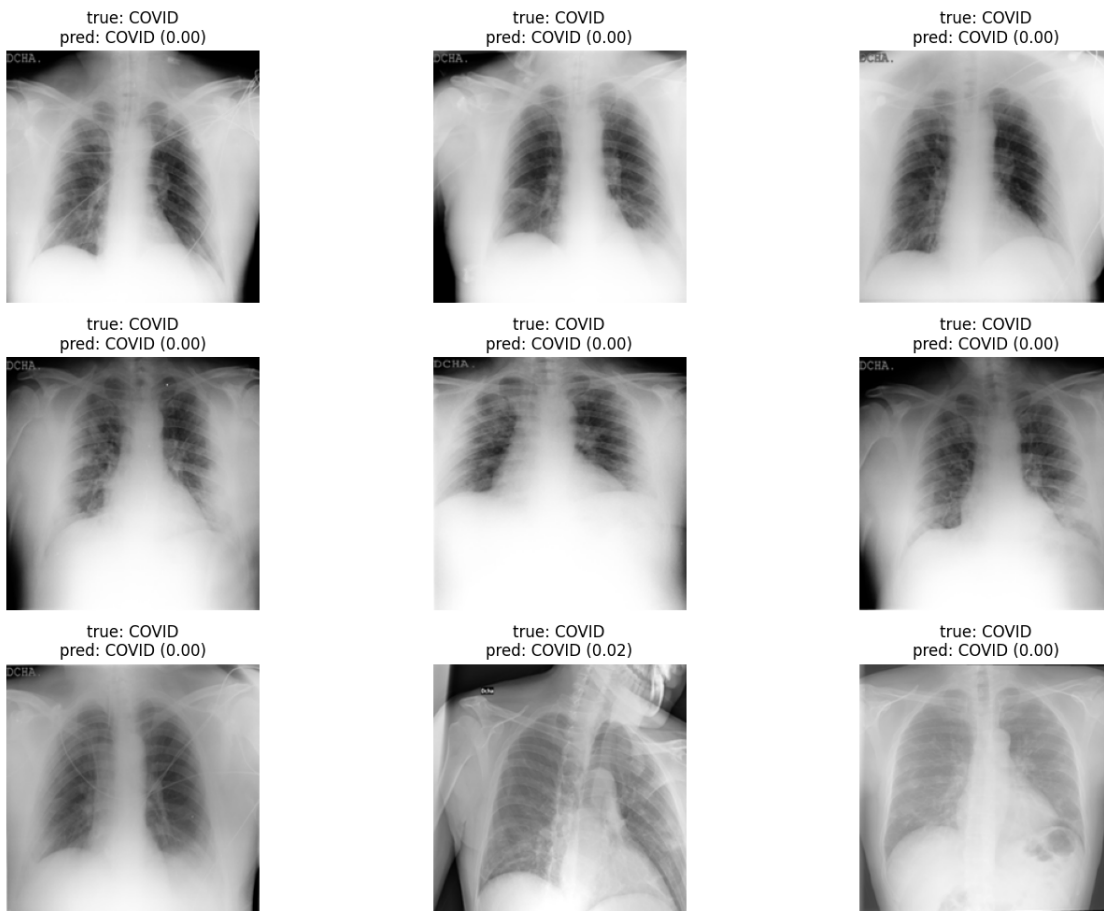 true: COVID
pred: COVID (0.00)
true: COVID
pred: COVID (0.00)
true: COVID
pred: COVID (0.00)
DCHA.
DCHA.
DCHA.
true: COVID
pred: COVID (0.00)
true: COVID
pred: COVID (0.00)
true: COVID
pred: COVID (0.00)
DCHA.
DCHA.
DCHA.
true: COVID
pred: COVID (0.00)
true: COVID
pred: COVID (0.02)
true: COVID
pred: COVID (0.00)
DCHA.
Dcha